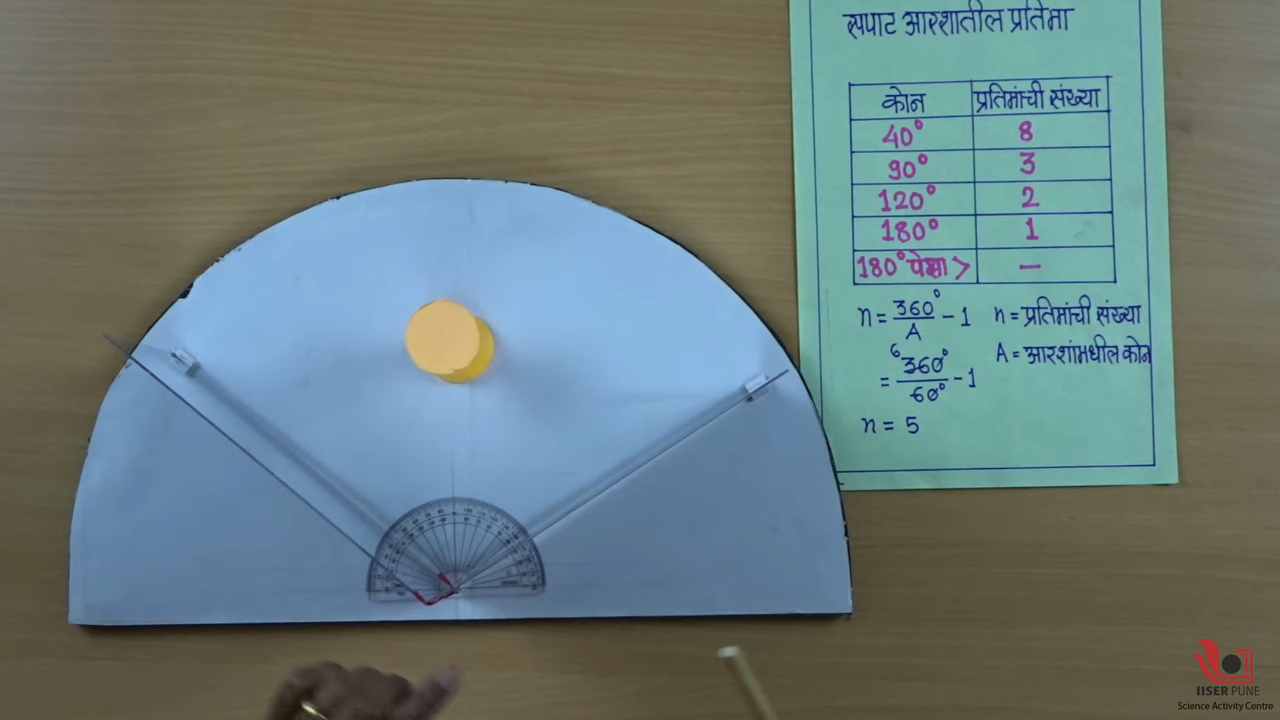 सपाट आरशातील प्रतिमा
कोन प्रतिमांची संख्या
40° 8
90° 3
120° 2
180° 1
180° पेक्षा > —
n = 360° / A - 1 n = प्रतिमांची संख्या
A = आरशांमधील कोन
= 6 360° / 60° - 1
n = 5
IISER PUNE
Science Activity Centre